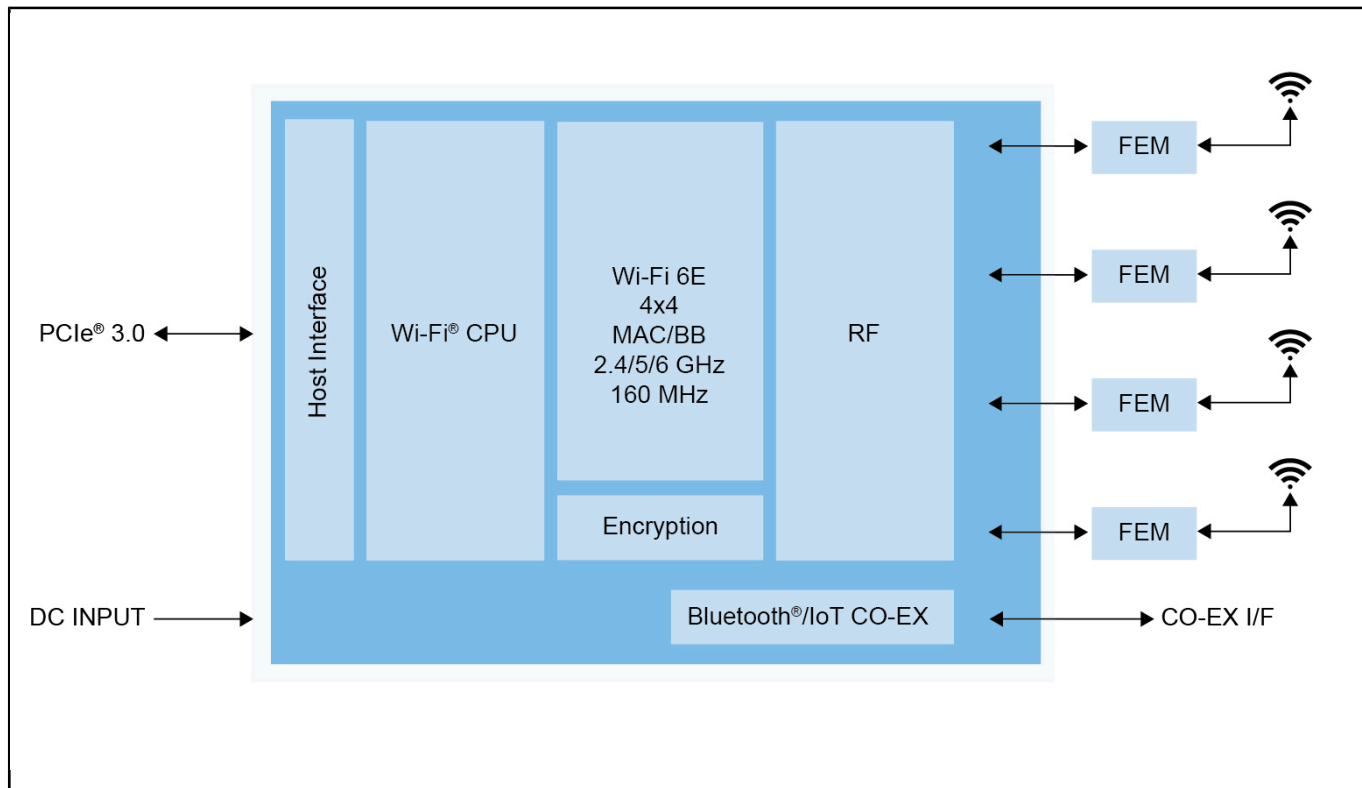 PCIe® 3.0
DC INPUT
Host Interface
Wi-Fi® CPU
Wi-Fi 6E
4x4
MAC/BB
2.4/5/6 GHz
160 MHz
Encryption
RF
Bluetooth®/IoT CO-EX
FEM
FEM
FEM
FEM
CO-EX I/F